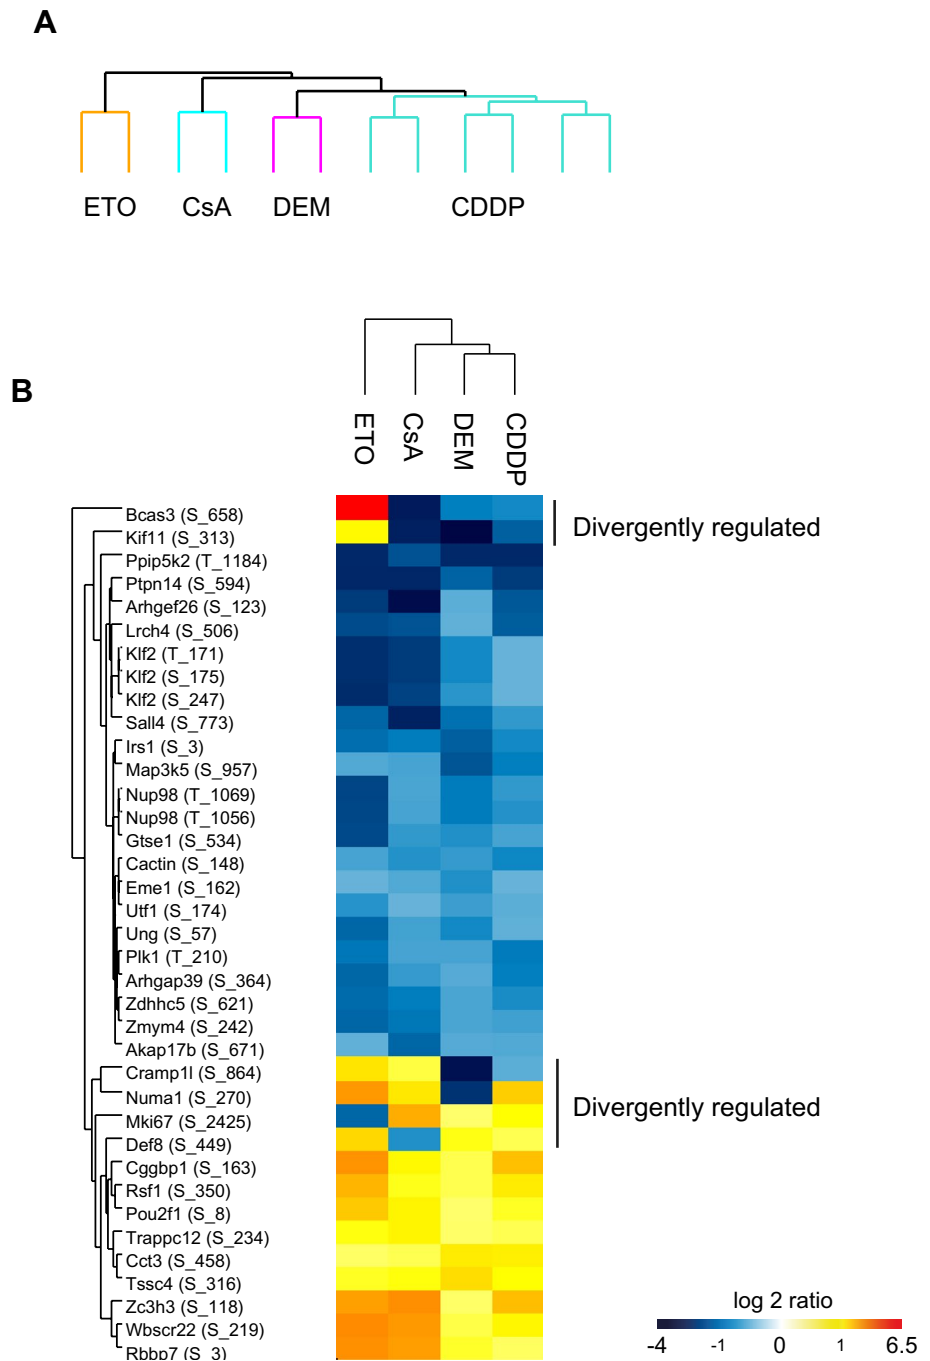 A
ETO CsA DEM CDDP
B
ETO CsA DEM CDDP
Bcas3 (S_658)
Divergently regulated
Kif11 (S_313)
Ppip5k2 (T_1184)
Ptpn14 (S_594)
Arhgef26 (S_123)
Lrch4 (S_506)
Klf2 (T_171)
Klf2 (S_175)
Klf2 (S_247)
Sall4 (S_773)
Irs1 (S_3)
Map3k5 (S_957)
Nup98 (T_1069)
Nup98 (T_1056)
Gtse1 (S_534)
Cactin (S_148)
Eme1 (S_162)
Utf1 (S_174)
Ung (S_57)
Plk1 (T_210)
Arhgap39 (S_364)
Zdhhc5 (S_621)
Zmym4 (S_242)
Akap17b (S_671)
Cramp1l (S_864)
Numa1 (S_270)
Divergently regulated
Mki67 (S_2425)
Def8 (S_449)
Cggbp1 (S_163)
Rsf1 (S_350)
Pou2f1 (S_8)
Trappc12 (S_234)
Cct3 (S_458)
Tssc4 (S_316)
Zc3h3 (S_118)
Wbscr22 (S_219)
Rbbp7 (S_3)
log 2 ratio
-4 -1 0 1 6.5